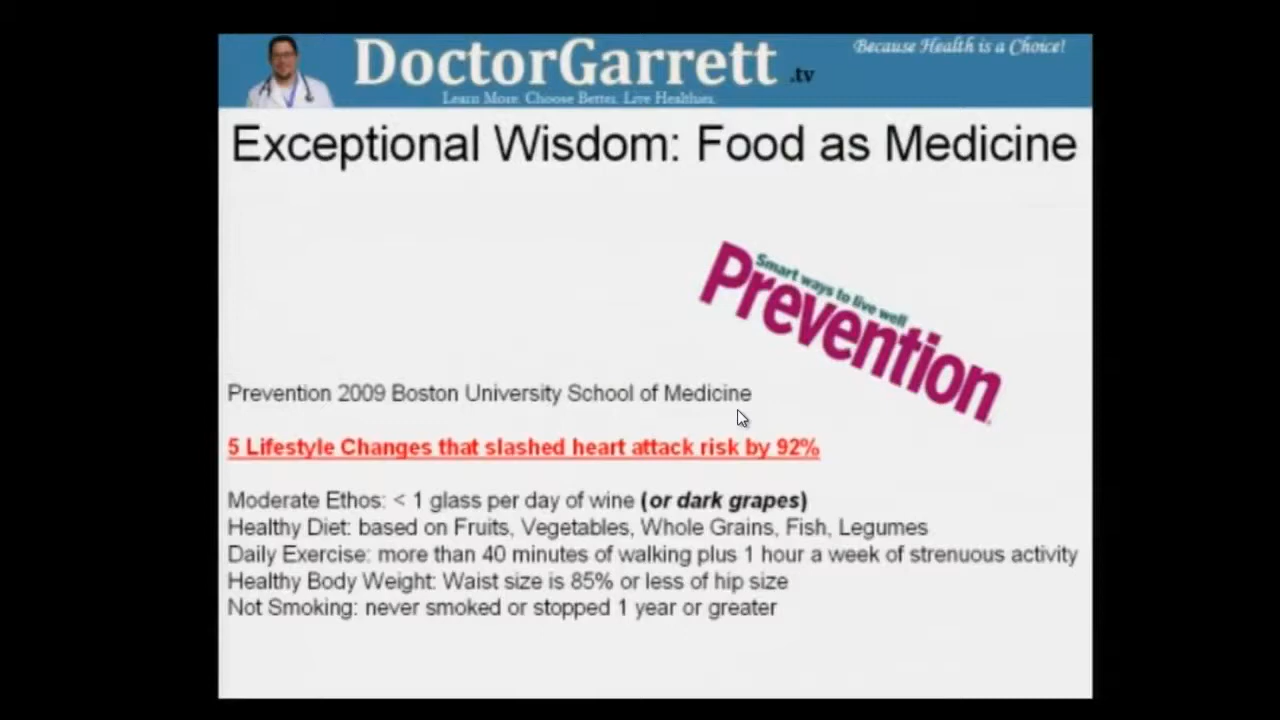 DoctorGarrett .tv
Because Health is a Choice!
Learn More. Choose Better. Live Healthier.
Exceptional Wisdom: Food as Medicine
Smart ways to live well
Prevention
Prevention 2009 Boston University School of Medicine
5 Lifestyle Changes that slashed heart attack risk by 92%
Moderate Ethos: < 1 glass per day of wine (or dark grapes)
Healthy Diet: based on Fruits, Vegetables, Whole Grains, Fish, Legumes
Daily Exercise: more than 40 minutes of walking plus 1 hour a week of strenuous activity
Healthy Body Weight: Waist size is 85% or less of hip size
Not Smoking: never smoked or stopped 1 year or greater